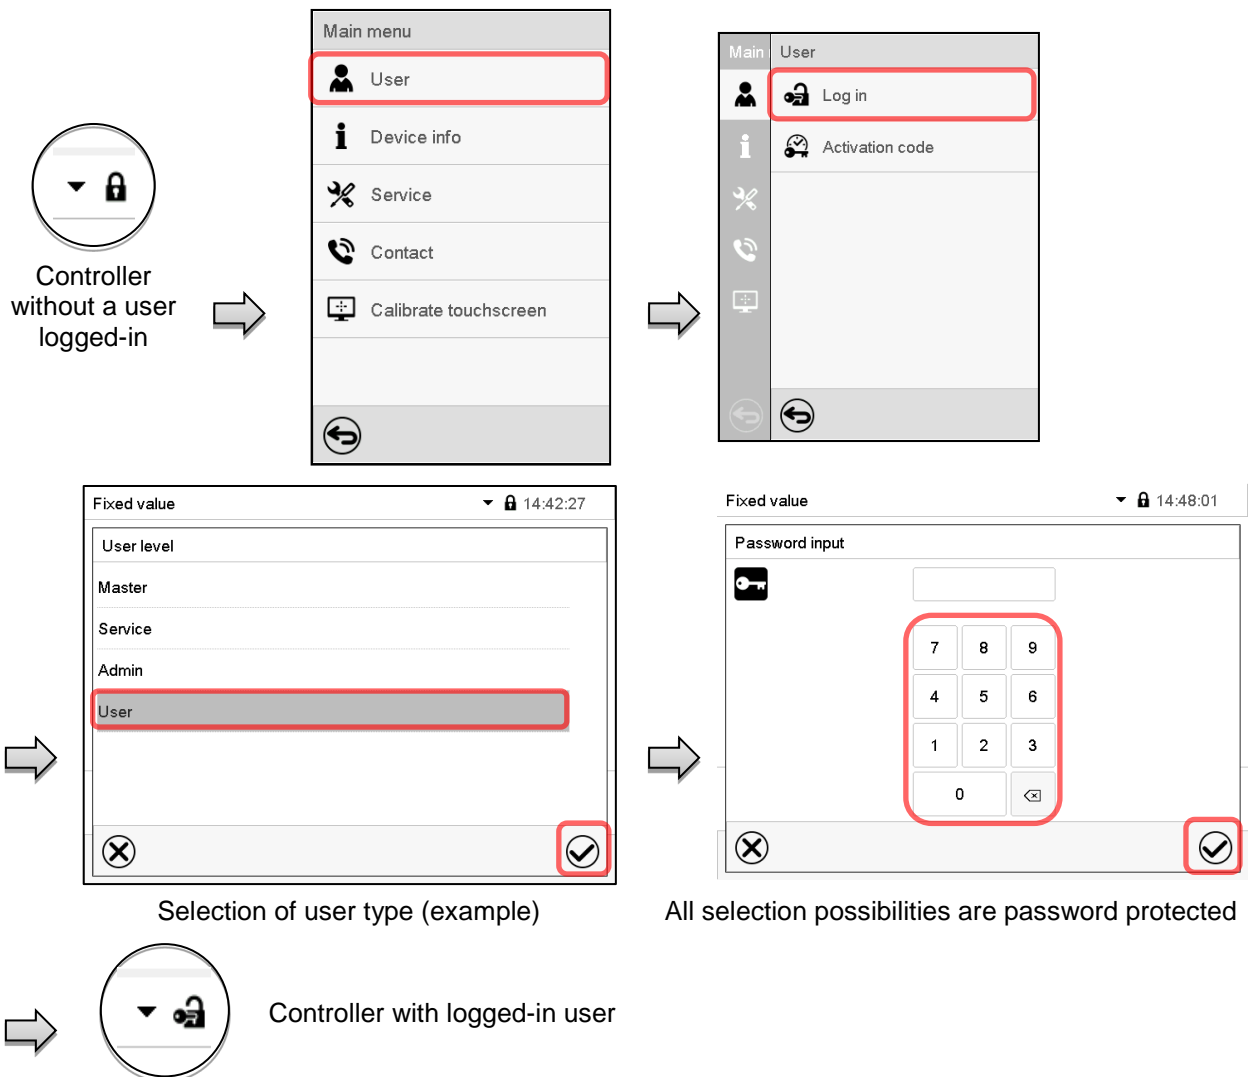 Main menu
User
Device info
Service
Contact
Calibrate touchscreen
Main
User
Log in
Activation code
Controller
without a user
logged-in
Fixed value
14:42:27
User level
Master
Service
Admin
User
Fixed value
14:48:01
Password input
7 8 9
4 5 6
1 2 3
0
Selection of user type (example)
All selection possibilities are password protected
Controller with logged-in user